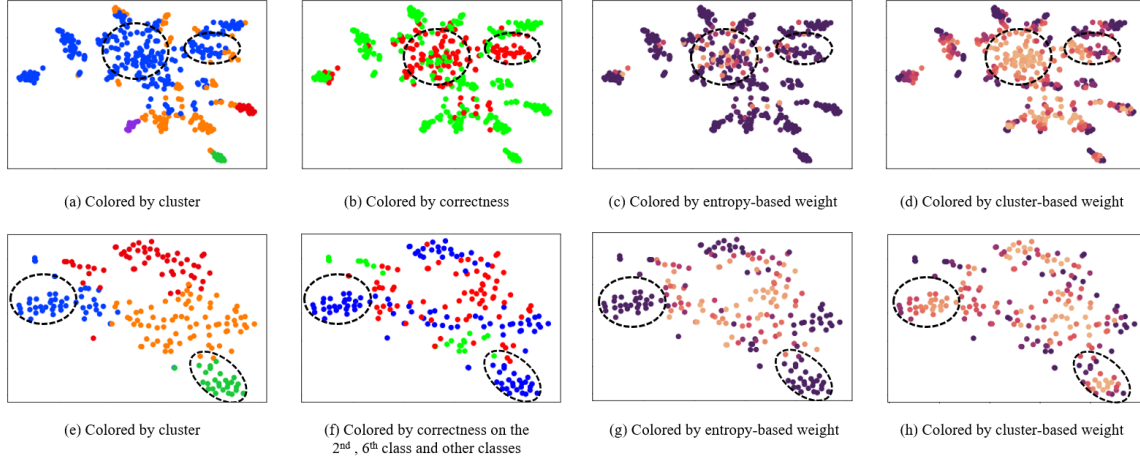 (a) Colored by cluster
(b) Colored by correctness
(c) Colored by entropy-based weight
(d) Colored by cluster-based weight
(e) Colored by cluster
(f) Colored by correctness on the
2nd , 6th class and other classes
(g) Colored by entropy-based weight
(h) Colored by cluster-based weight